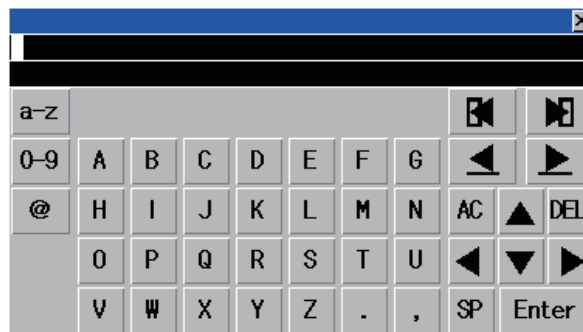 a-z
0-9 A B C D E F G
@ H I J K L M N AC DEL
O P Q R S T U
V W X Y Z . , SP Enter